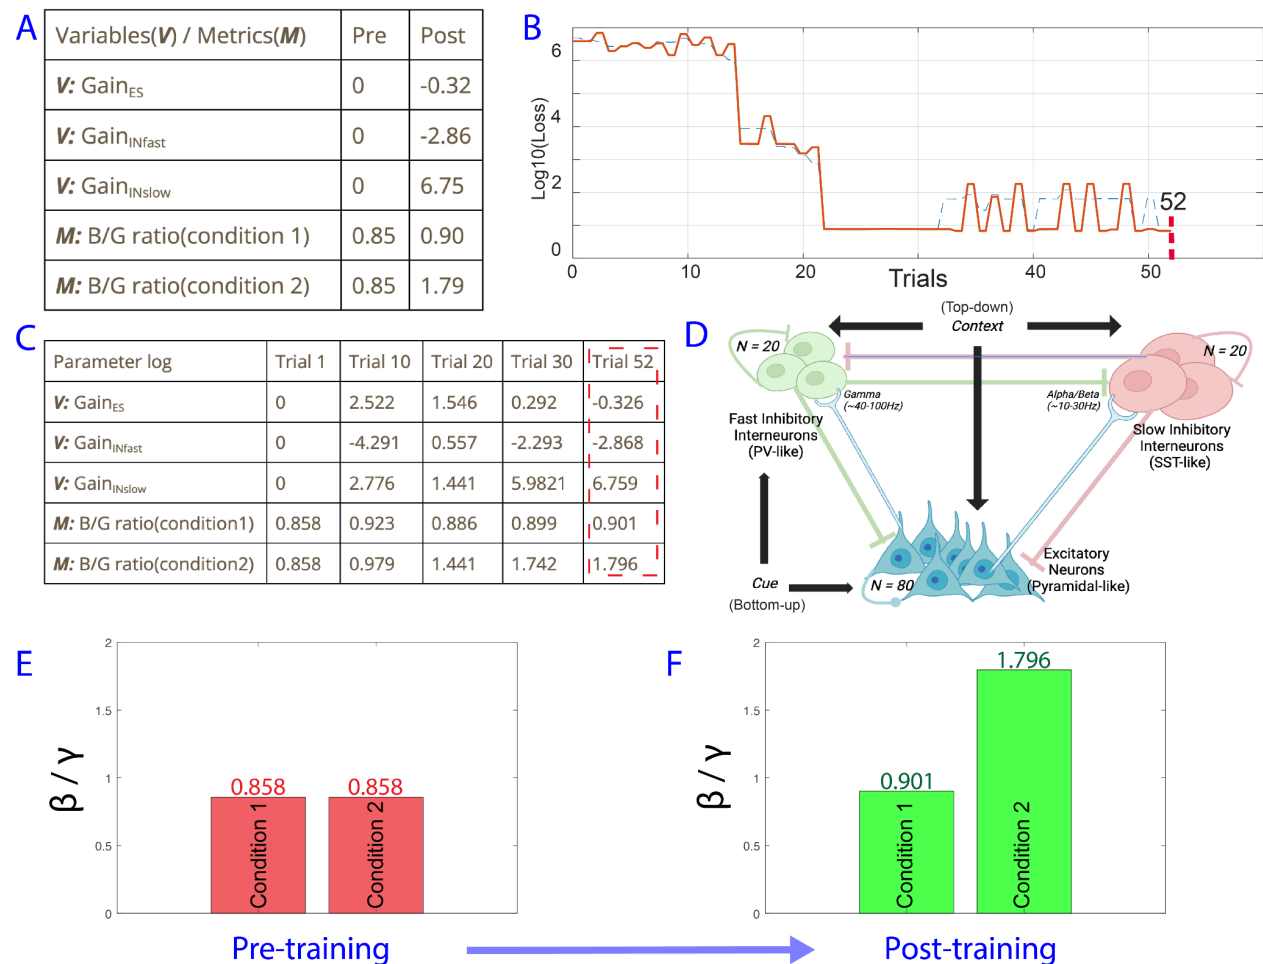 A
Variables(V) / Metrics(M) Pre Post
V: GainES 0 -0.32
V: GainINfast 0 -2.86
V: GainINslow 0 6.75
M: B/G ratio(condition 1) 0.85 0.90
M: B/G ratio(condition 2) 0.85 1.79
B
Log10(Loss)
6
4
2
0
0 10 20 40 50
Trials
52
C
Parameter log Trial 1 Trial 10 Trial 20 Trial 30 Trial 52
V: GainES 0 2.522 1.546 0.292 -0.326
V: GainINfast 0 -4.291 0.557 -2.293 -2.868
V: GainINslow 0 2.776 1.441 5.9821 6.759
M: B/G ratio(condition1) 0.858 0.923 0.886 0.899 0.901
M: B/G ratio(condition2) 0.858 0.979 1.441 1.742 1.796
D
(Top-down)
Context
N = 20
N = 20
Gamma
(~40-100Hz)
Alpha/Beta
(~10-30Hz)
Fast Inhibitory
Interneurons
(PV-like)
Slow Inhibitory
Interneurons
(SST-like)
Excitatory
Neurons
(Pyramidal-like)
Cue
(Bottom-up)
N = 80
E
β / γ
2
1.5
1
0.5
0
0.858 0.858
Condition 1
Condition 2
Pre-training
F
β / γ
2
1.5
1
0.5
0
0.901
1.796
Condition 1
Condition 2
Post-training